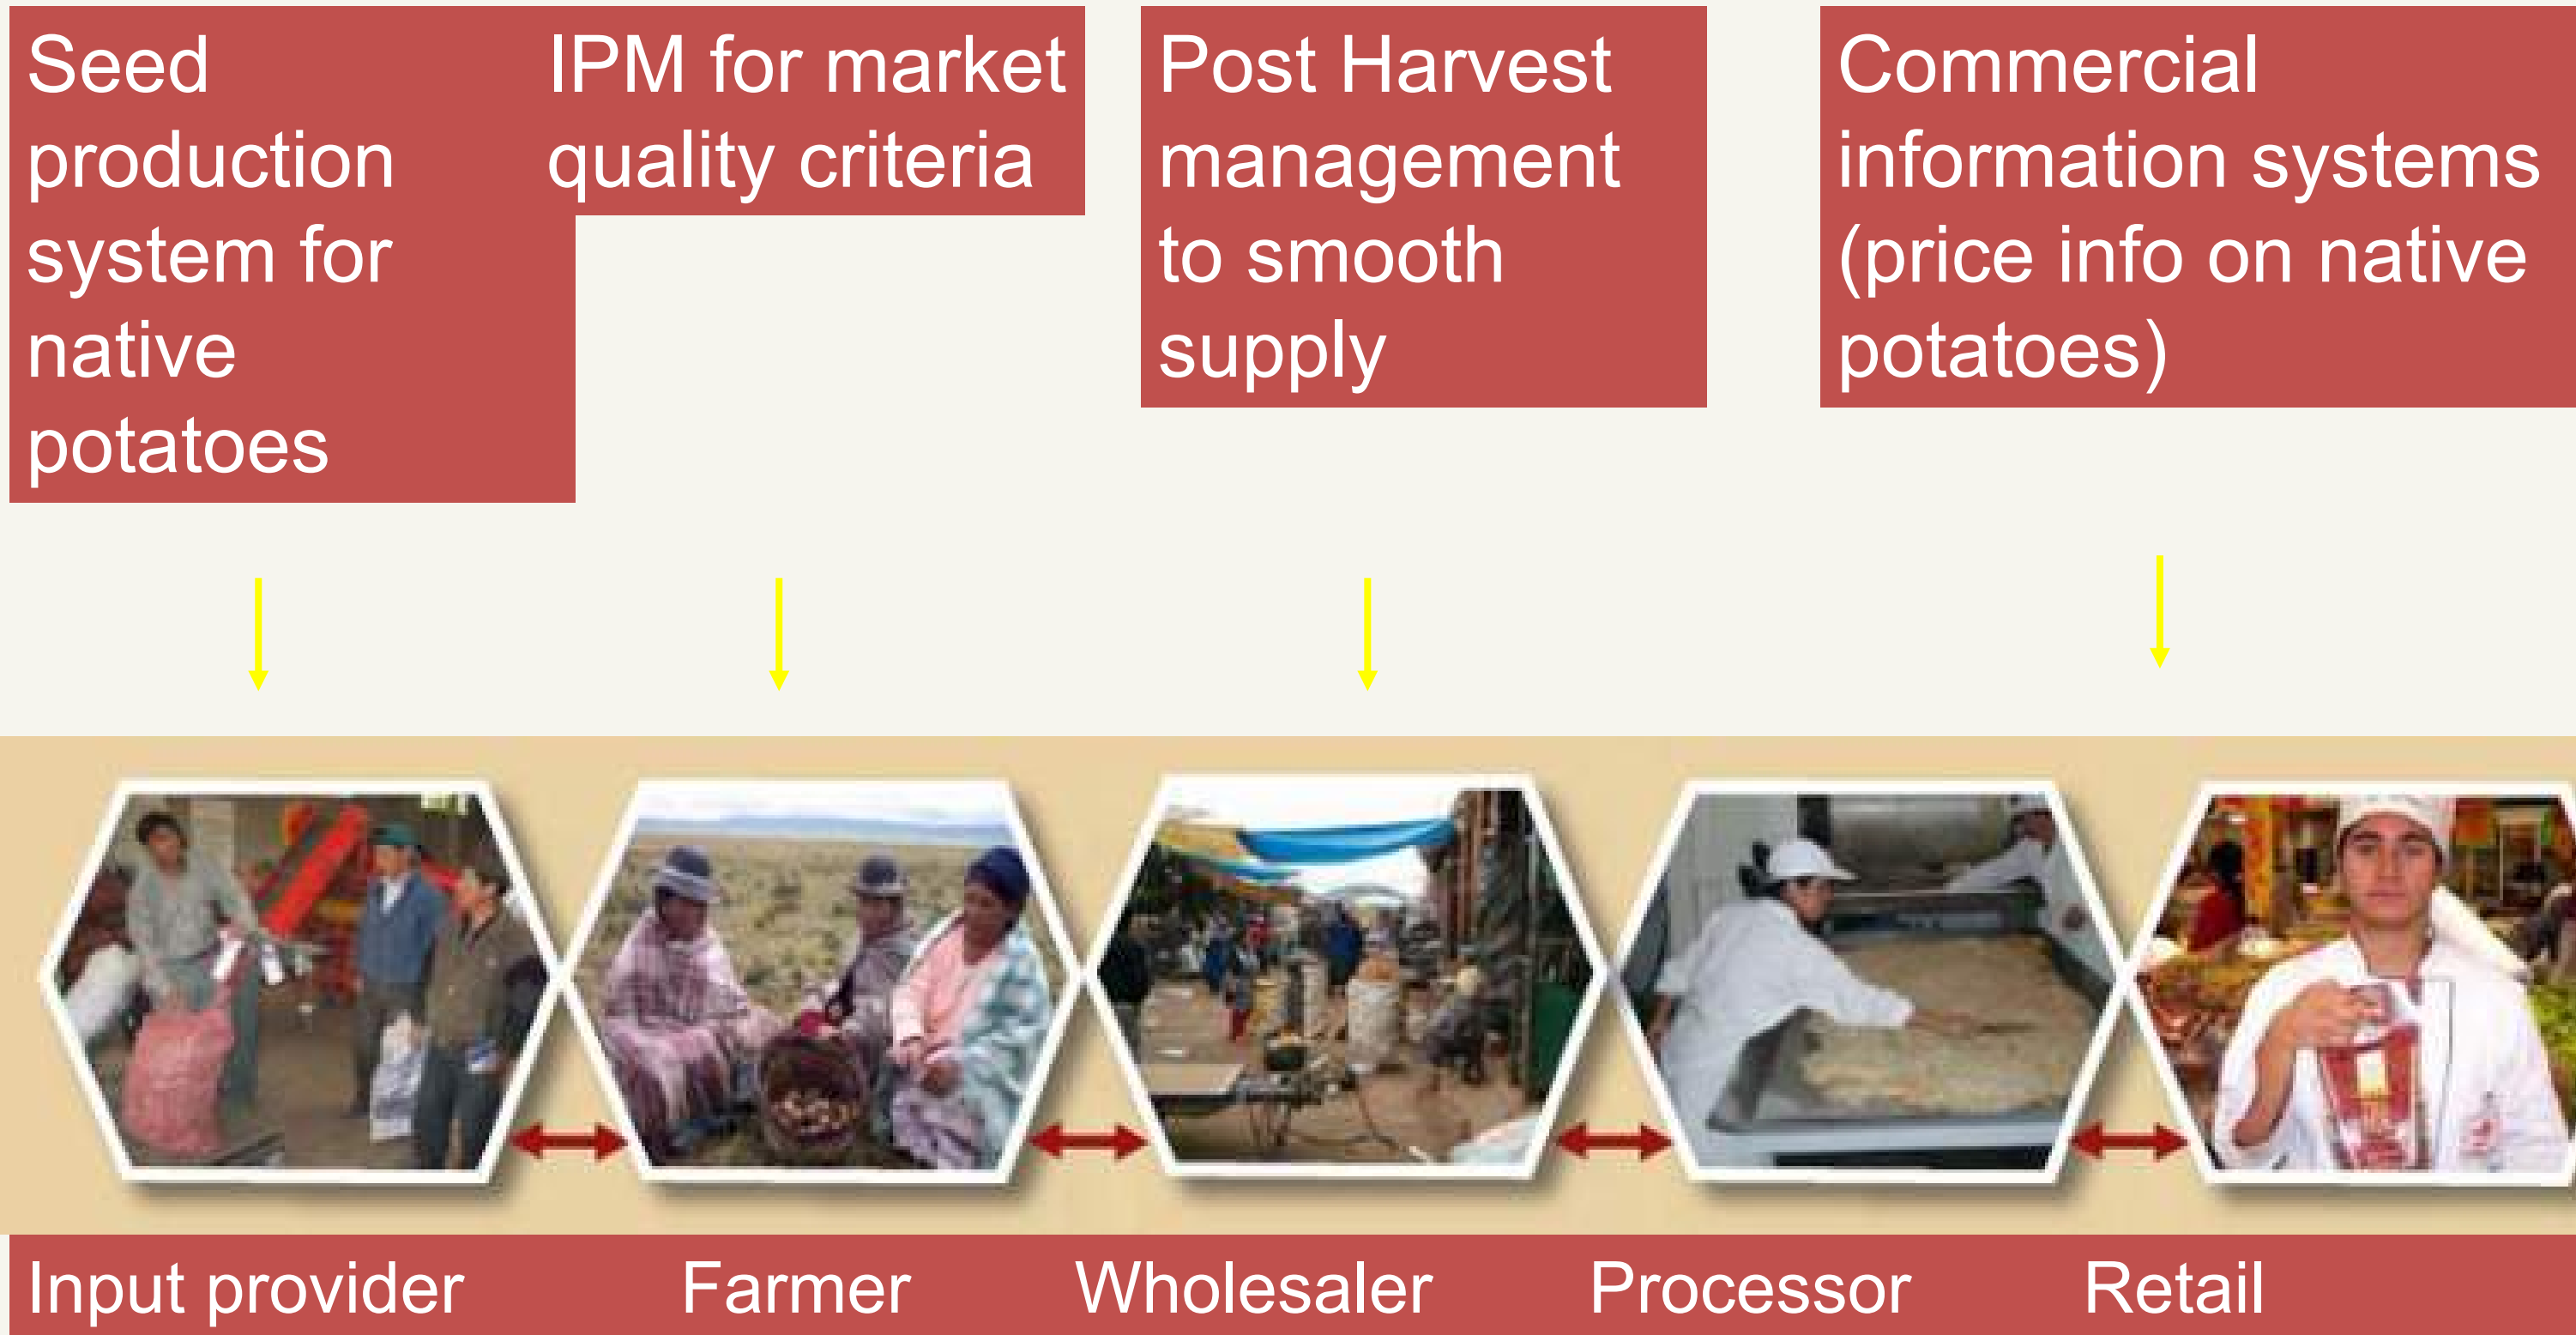 Seed
production
system for
native
potatoes
IPM for market
quality criteria
Post Harvest
management
to smooth
supply
Commercial
information systems
(price info on native
potatoes)
Input provider Farmer Wholesaler Processor Retail